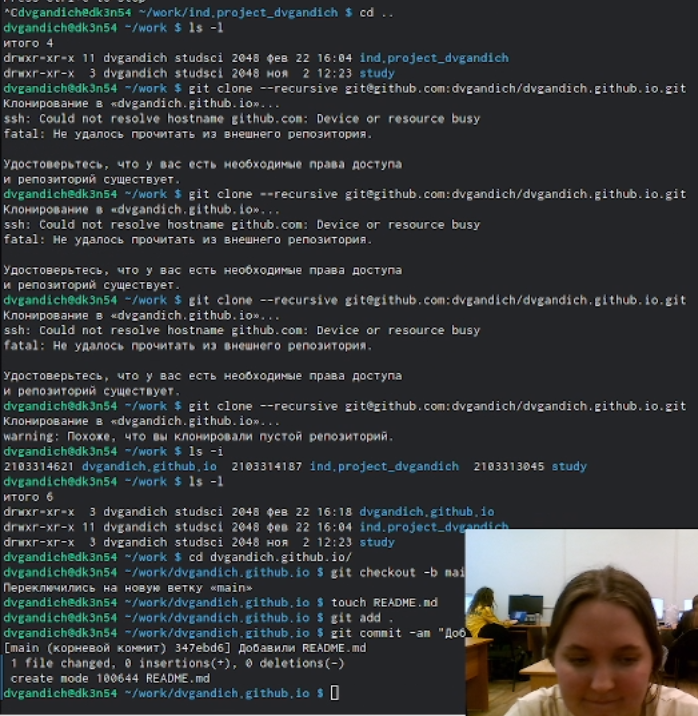 ^Cdvgandich@dk3n54 ~/work/ind.project_dvgandich $ cd ..
dvgandich@dk3n54 ~/work $ ls -l
итого 4
drwxr-xr-x 11 dvgandich studsci 2048 фев 22 16:04 ind.project_dvgandich
drwxr-xr-x  3 dvgandich studsci 2048 ноя  2 12:23 study
dvgandich@dk3n54 ~/work $ git clone --recursive git@github.com:dvgandich/dvgandich.github.io.git
Клонирование в «dvgandich.github.io»...
ssh: Could not resolve hostname github.com: Device or resource busy
fatal: Не удалось прочитать из внешнего репозитория.

Удостоверьтесь, что у вас есть необходимые права доступа
и репозиторий существует.
dvgandich@dk3n54 ~/work $ git clone --recursive git@github.com:dvgandich/dvgandich.github.io.git
Клонирование в «dvgandich.github.io»...
ssh: Could not resolve hostname github.com: Device or resource busy
fatal: Не удалось прочитать из внешнего репозитория.

Удостоверьтесь, что у вас есть необходимые права доступа
и репозиторий существует.
dvgandich@dk3n54 ~/work $ git clone --recursive git@github.com:dvgandich/dvgandich.github.io.git
Клонирование в «dvgandich.github.io»...
ssh: Could not resolve hostname github.com: Device or resource busy
fatal: Не удалось прочитать из внешнего репозитория.

Удостоверьтесь, что у вас есть необходимые права доступа
и репозиторий существует.
dvgandich@dk3n54 ~/work $ git clone --recursive git@github.com:dvgandich/dvgandich.github.io.git
Клонирование в «dvgandich.github.io»...
warning: Похоже, что вы клонировали пустой репозиторий.
dvgandich@dk3n54 ~/work $ ls -i
2103314621 dvgandich.github.io  2103314187 ind.project_dvgandich  2103313045 study
dvgandich@dk3n54 ~/work $ ls -l
итого 6
drwxr-xr-x  3 dvgandich studsci 2048 фев 22 16:18 dvgandich.github.io
drwxr-xr-x 11 dvgandich studsci 2048 фев 22 16:04 ind.project_dvgandich
drwxr-xr-x  3 dvgandich studsci 2048 ноя  2 12:23 study
dvgandich@dk3n54 ~/work $ cd dvgandich.github.io/
dvgandich@dk3n54 ~/work/dvgandich.github.io $ git checkout -b mai
Переключились на новую ветку «main»
dvgandich@dk3n54 ~/work/dvgandich.github.io $ touch README.md
dvgandich@dk3n54 ~/work/dvgandich.github.io $ git add .
dvgandich@dk3n54 ~/work/dvgandich.github.io $ git commit -am "Доб
[main (корневой коммит) 347ebd6] Добавили README.md
 1 file changed, 0 insertions(+), 0 deletions(-)
 create mode 100644 README.md
dvgandich@dk3n54 ~/work/dvgandich.github.io $